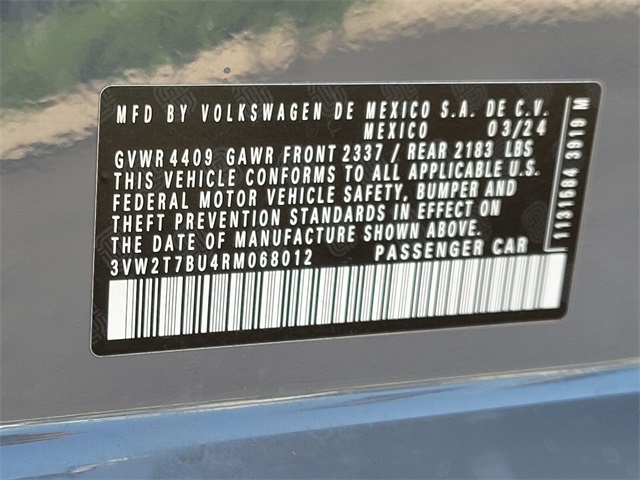 MFD BY VOLKSWAGEN DE MEXICO S.A. DE C.V.
MEXICO 03/24
GVWR 4409 GAWR FRONT 2337 / REAR 2183 LBS
THIS VEHICLE CONFORMS TO ALL APPLICABLE U.S.
FEDERAL MOTOR VEHICLE SAFETY, BUMPER AND
THEFT PREVENTION STANDARDS IN EFFECT ON
THE DATE OF MANUFACTURE SHOWN ABOVE.
3VW2T7BU4RM068012 PASSENGER CAR
1131684 3919 M